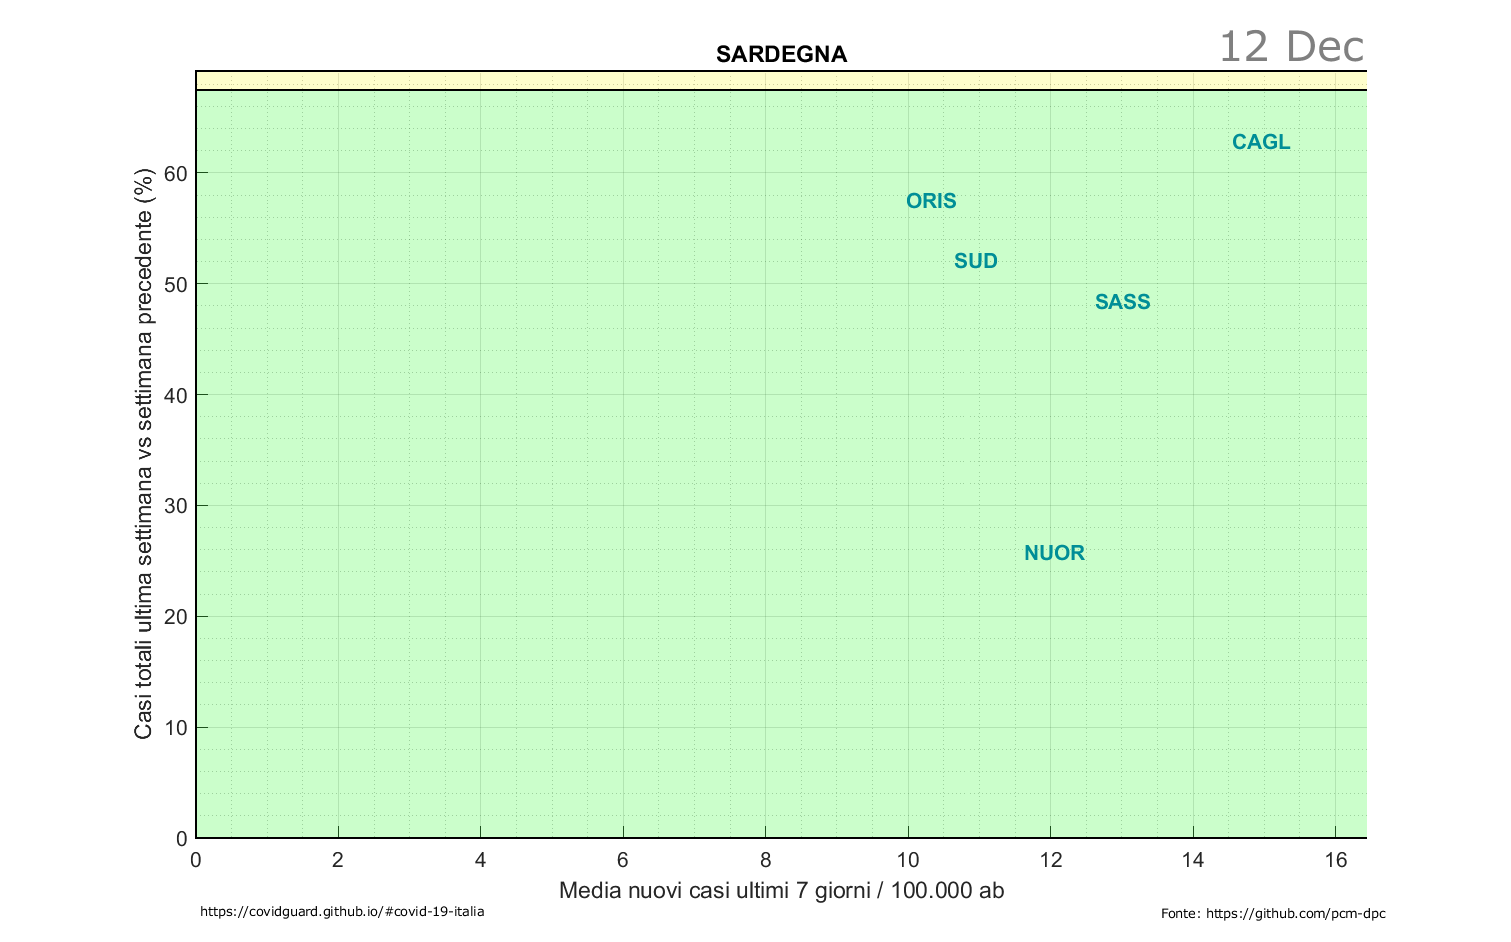 SARDEGNA
12 Dec
Casi totali ultima settimana vs settimana precedente (%)
60
50
40
30
20
10
0
CAGL
ORIS
SUD
SASS
NUOR
0 2 4 6 8 10 12 14 16
Media nuovi casi ultimi 7 giorni / 100.000 ab
https://covidguard.github.io/#covid-19-italia
Fonte: https://github.com/pcm-dpc